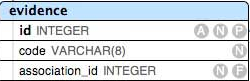 evidence
id INTEGER A N P
code VARCHAR(8) N
association_id INTEGER N F